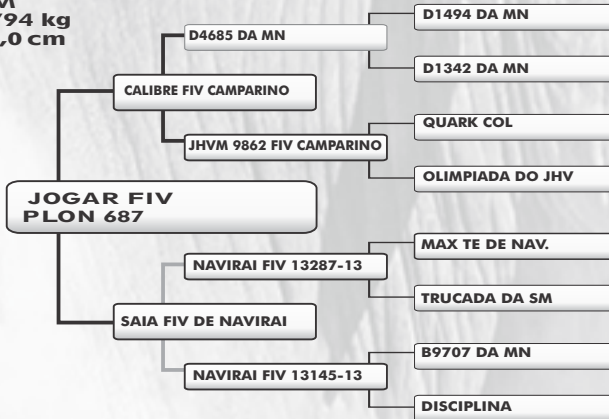 794 kg
,0 cm
D1494 DA MN
D4685 DA MN
D1342 DA MN
CALIBRE FIV CAMPARINO
QUARK COL
JHVM 9862 FIV CAMPARINO
OLIMPIADA DO JHV
JOGAR FIV
PLON 687
MAX TE DE NAV.
NAVIRAI FIV 13287-13
TRUCADA DA SM
SAIA FIV DE NAVIRAI
B9707 DA MN
NAVIRAI FIV 13145-13
DISCIPLINA